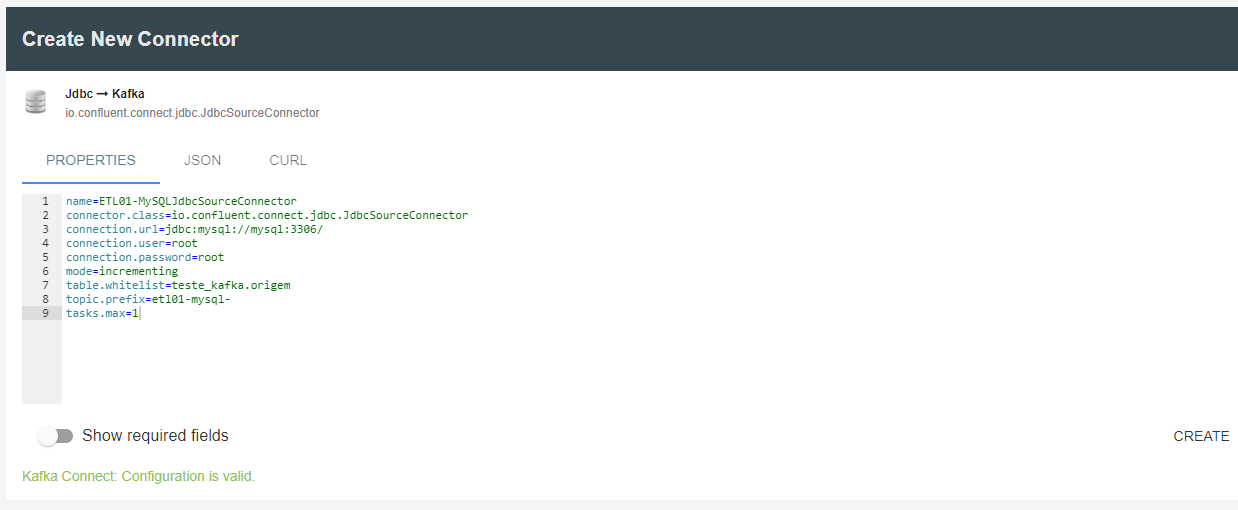 Create New Connector
Jdbc → Kafka
io.confluent.connect.jdbc.JdbcSourceConnector
PROPERTIES JSON CURL
1 name=ETL01-MySQLJdbcSourceConnector
2 connector.class=io.confluent.connect.jdbc.JdbcSourceConnector
3 connection.url=jdbc:mysql://mysql:3306/
4 connection.user=root
5 connection.password=root
6 mode=incrementing
7 table.whitelist=teste_kafka.origem
8 topic.prefix=etl01-mysql-
9 tasks.max=1
Show required fields
CREATE
Kafka Connect: Configuration is valid.